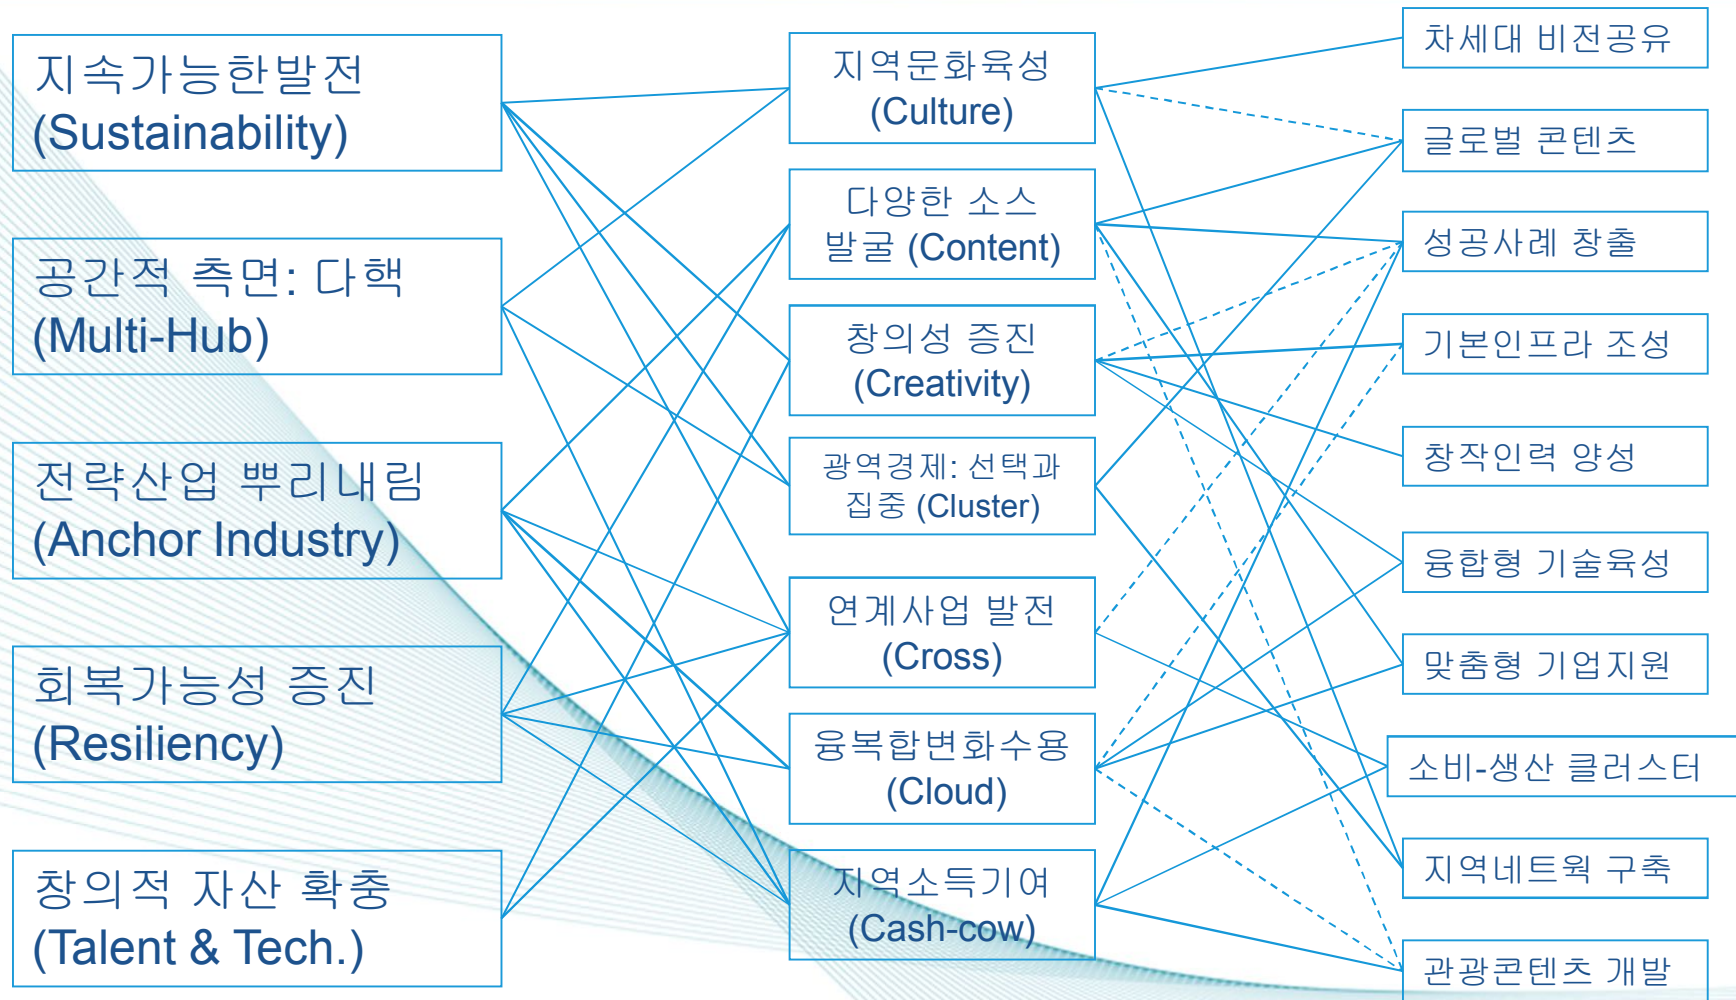 지속가능한발전
(Sustainability)
공간적 측면: 다핵
(Multi-Hub)
전략산업 뿌리내림
(Anchor Industry)
회복가능성 증진
(Resiliency)
창의적 자산 확충
(Talent & Tech.)
지역문화육성
(Culture)
다양한 소스
발굴 (Content)
창의성 증진
(Creativity)
광역경제: 선택과
집중 (Cluster)
연계사업 발전
(Cross)
융복합변화수용
(Cloud)
지역소득기여
(Cash-cow)
차세대 비전공유
글로벌 콘텐츠
성공사례 창출
기본인프라 조성
창작인력 양성
융합형 기술육성
맞춤형 기업지원
소비-생산 클러스터
지역네트웍 구축
관광콘텐츠 개발